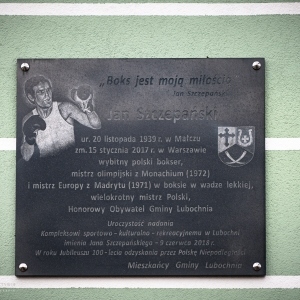 „Boks jest moją miłością"
Jan Szczepański
Jan Szczepański
ur. 20 listopada 1939 r. w Małczu
zm. 15 stycznia 2017 r. w Warszawie
wybitny polski bokser,
mistrz olimpijski z Monachium (1972)
i mistrz Europy z Madrytu (1971) w boksie w wadze lekkiej,
wielokrotny mistrz Polski,
Honorowy Obywatel Gminy Lubochnia
Uroczystość nadania
Kompleksowi sportowo - kulturalno - rekreacyjnemu w Lubochni
imienia Jana Szczepańskiego - 9 czerwca 2018 r.
W roku Jubileuszu 100 - lecia odzyskania przez Polskę Niepodległości
Mieszkańcy Gminy Lubochnia